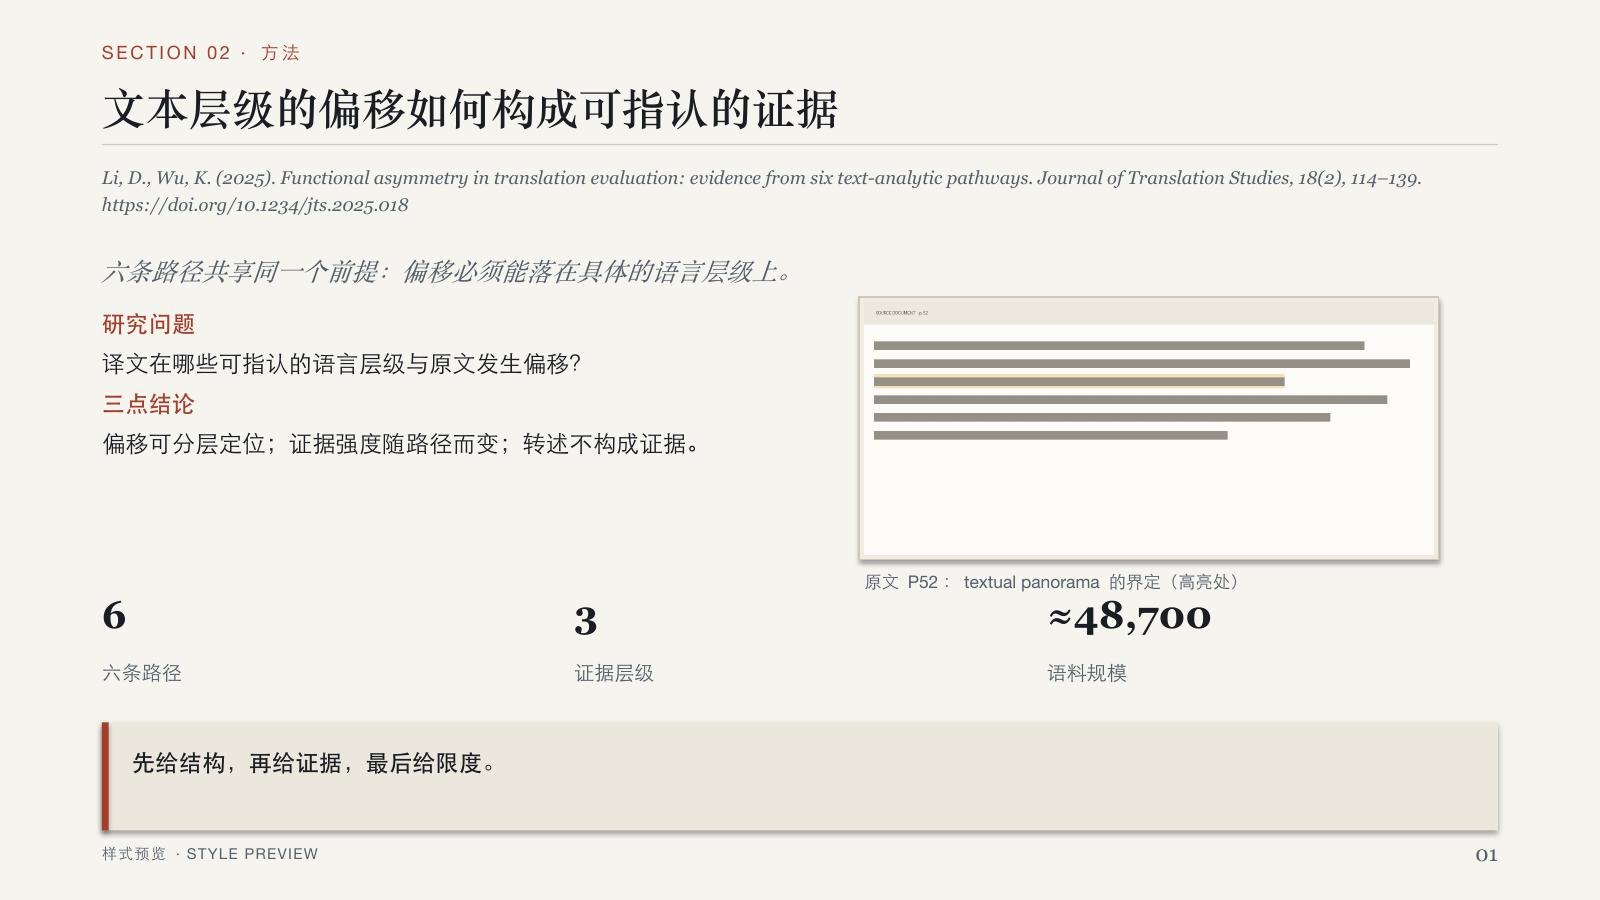 SECTION 02 · 方法
文本层级的偏移如何构成可指认的证据
Li, D., Wu, K. (2025). Functional asymmetry in translation evaluation: evidence from six text-analytic pathways. Journal of Translation Studies, 18(2), 114–139.
https://doi.org/10.1234/jts.2025.018
六条路径共享同一个前提：偏移必须能落在具体的语言层级上。
研究问题
译文在哪些可指认的语言层级与原文发生偏移？
三点结论
偏移可分层定位；证据强度随路径而变；转述不构成证据。
SOURCE DOCUMENT · p.52
原文 P52： textual panorama 的界定（高亮处）
6
六条路径
3
证据层级
≈48,700
语料规模
先给结构，再给证据，最后给限度。
样式预览 · STYLE PREVIEW
01